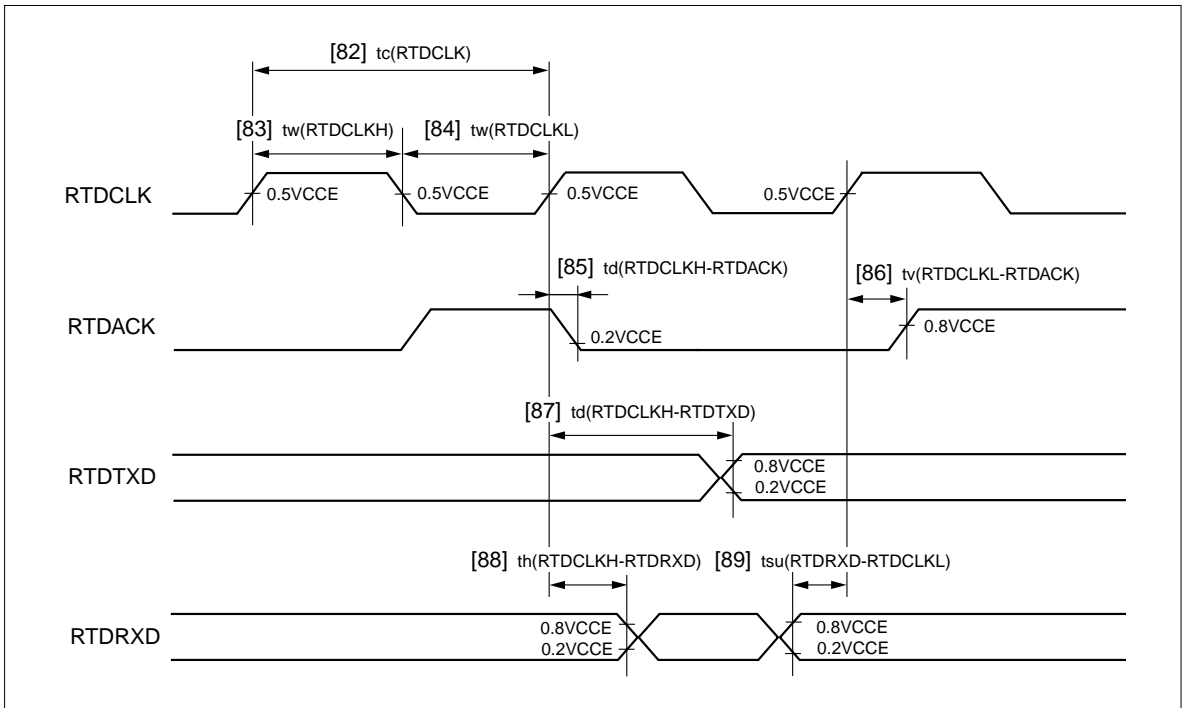 [82] tc(RTDCLK)
[83] tw(RTDCLKH) [84] tw(RTDCLKL)
RTDCLK 0.5VCCE 0.5VCCE 0.5VCCE 0.5VCCE
[85] td(RTDCLKH-RTDACK) [86] tv(RTDCLKL-RTDACK)
RTDACK 0.2VCCE 0.8VCCE
[87] td(RTDCLKH-RTDTXD)
RTDTXD 0.8VCCE
0.2VCCE
[88] th(RTDCLKH-RTDRXD) [89] tsu(RTDRXD-RTDCLKL)
RTDRXD 0.8VCCE 0.8VCCE
0.2VCCE 0.2VCCE